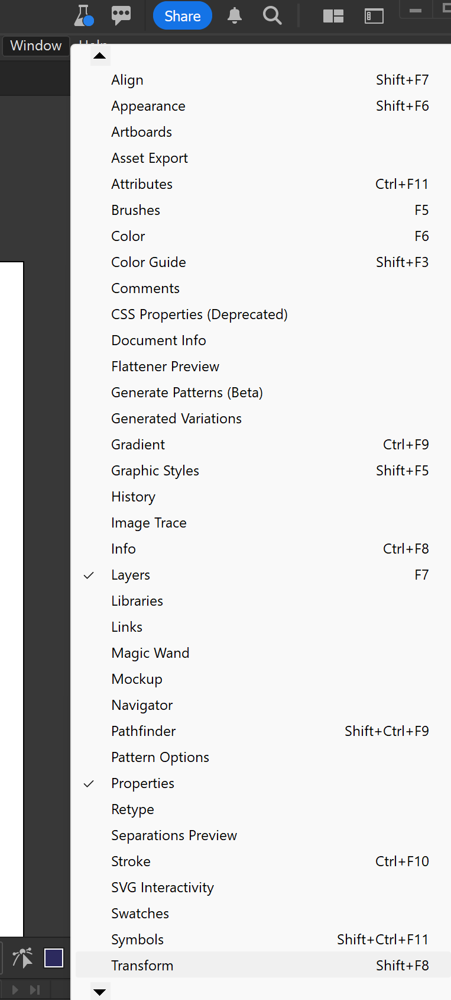 Share
Window Help
Align Shift+F7
Appearance Shift+F6
Artboards
Asset Export
Attributes Ctrl+F11
Brushes F5
Color F6
Color Guide Shift+F3
Comments
CSS Properties (Deprecated)
Document Info
Flattener Preview
Generate Patterns (Beta)
Generated Variations
Gradient Ctrl+F9
Graphic Styles Shift+F5
History
Image Trace
Info Ctrl+F8
Layers F7
Libraries
Links
Magic Wand
Mockup
Navigator
Pathfinder Shift+Ctrl+F9
Pattern Options
Properties
Retype
Separations Preview
Stroke Ctrl+F10
SVG Interactivity
Swatches
Symbols Shift+Ctrl+F11
Transform Shift+F8